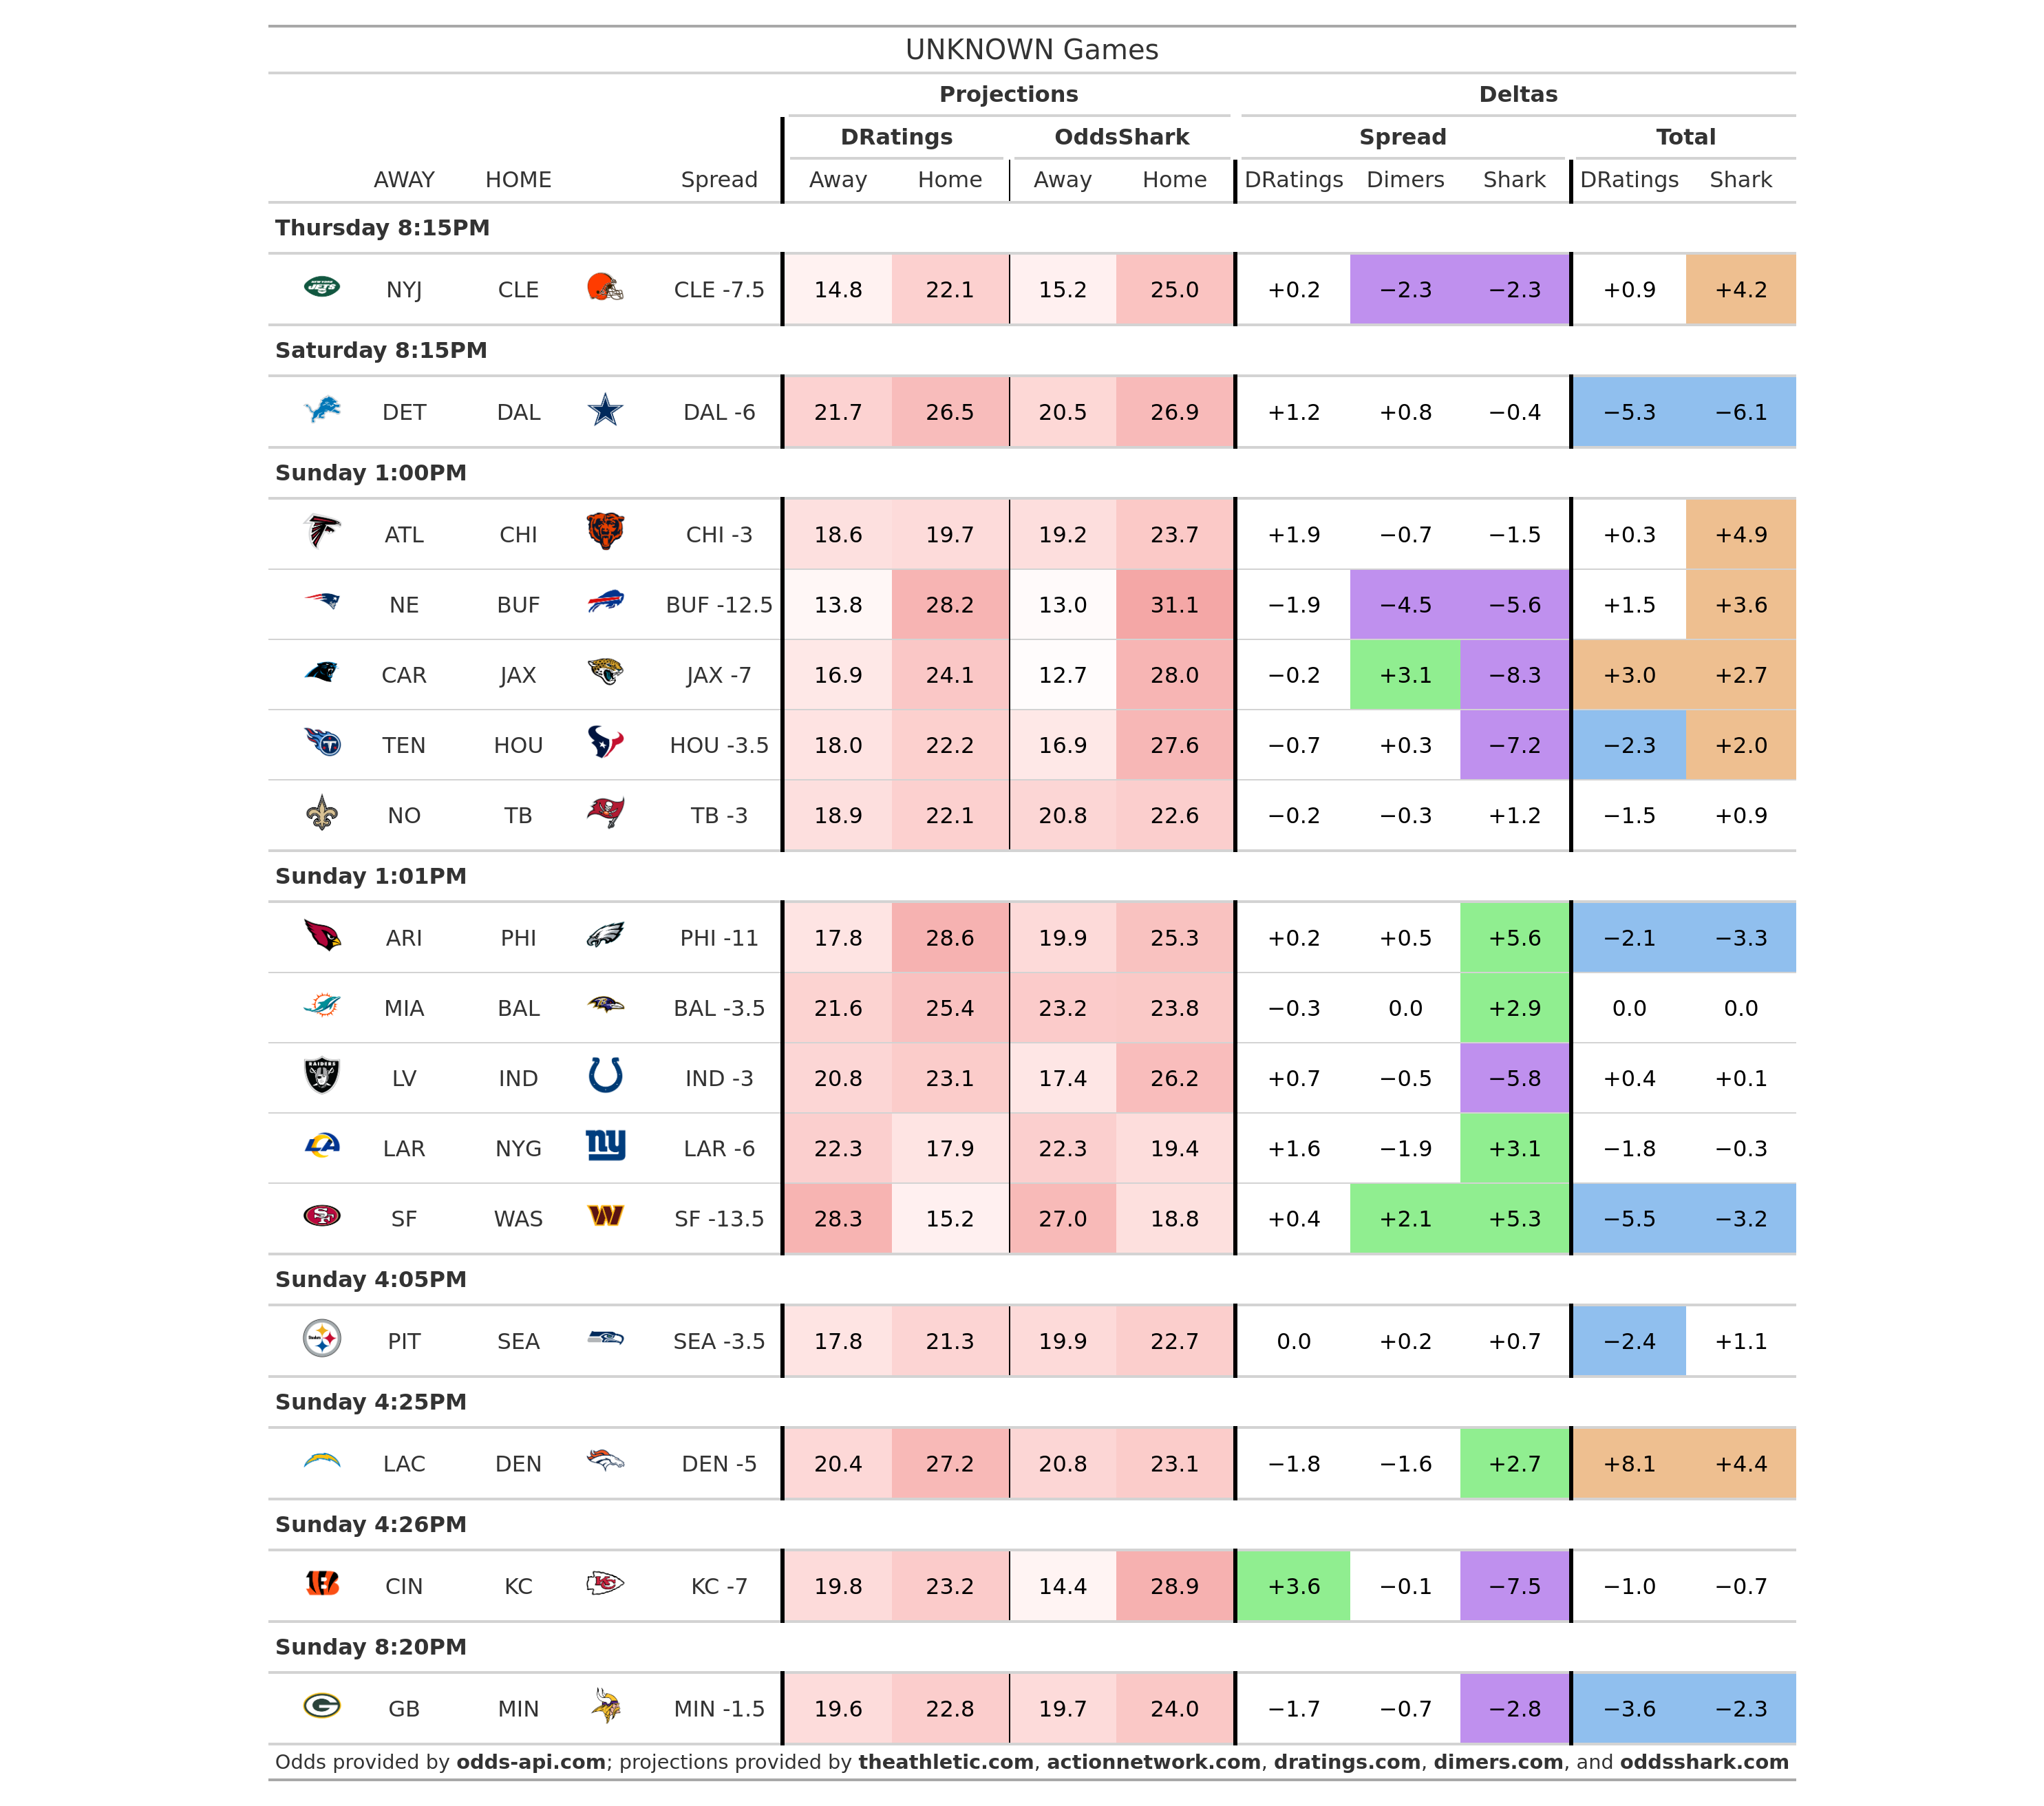 UNKNOWN Games
Projections Deltas
DRatings OddsShark Spread Total
AWAY HOME Spread Away Home Away Home DRatings Dimers Shark DRatings Shark
Thursday 8:15PM
NYJ CLE CLE -7.5 14.8 22.1 15.2 25.0 +0.2 −2.3 −2.3 +0.9 +4.2
Saturday 8:15PM
DET DAL DAL -6 21.7 26.5 20.5 26.9 +1.2 +0.8 −0.4 −5.3 −6.1
Sunday 1:00PM
ATL CHI CHI -3 18.6 19.7 19.2 23.7 +1.9 −0.7 −1.5 +0.3 +4.9
NE BUF BUF -12.5 13.8 28.2 13.0 31.1 −1.9 −4.5 −5.6 +1.5 +3.6
CAR JAX JAX -7 16.9 24.1 12.7 28.0 −0.2 +3.1 −8.3 +3.0 +2.7
TEN HOU HOU -3.5 18.0 22.2 16.9 27.6 −0.7 +0.3 −7.2 −2.3 +2.0
NO TB TB -3 18.9 22.1 20.8 22.6 −0.2 −0.3 +1.2 −1.5 +0.9
Sunday 1:01PM
ARI PHI PHI -11 17.8 28.6 19.9 25.3 +0.2 +0.5 +5.6 −2.1 −3.3
MIA BAL BAL -3.5 21.6 25.4 23.2 23.8 −0.3 0.0 +2.9 0.0 0.0
LV IND IND -3 20.8 23.1 17.4 26.2 +0.7 −0.5 −5.8 +0.4 +0.1
LAR NYG LAR -6 22.3 17.9 22.3 19.4 +1.6 −1.9 +3.1 −1.8 −0.3
SF WAS SF -13.5 28.3 15.2 27.0 18.8 +0.4 +2.1 +5.3 −5.5 −3.2
Sunday 4:05PM
PIT SEA SEA -3.5 17.8 21.3 19.9 22.7 0.0 +0.2 +0.7 −2.4 +1.1
Sunday 4:25PM
LAC DEN DEN -5 20.4 27.2 20.8 23.1 −1.8 −1.6 +2.7 +8.1 +4.4
Sunday 4:26PM
CIN KC KC -7 19.8 23.2 14.4 28.9 +3.6 −0.1 −7.5 −1.0 −0.7
Sunday 8:20PM
GB MIN MIN -1.5 19.6 22.8 19.7 24.0 −1.7 −0.7 −2.8 −3.6 −2.3
Odds provided by odds-api.com; projections provided by theathletic.com, actionnetwork.com, dratings.com, dimers.com, and oddsshark.com